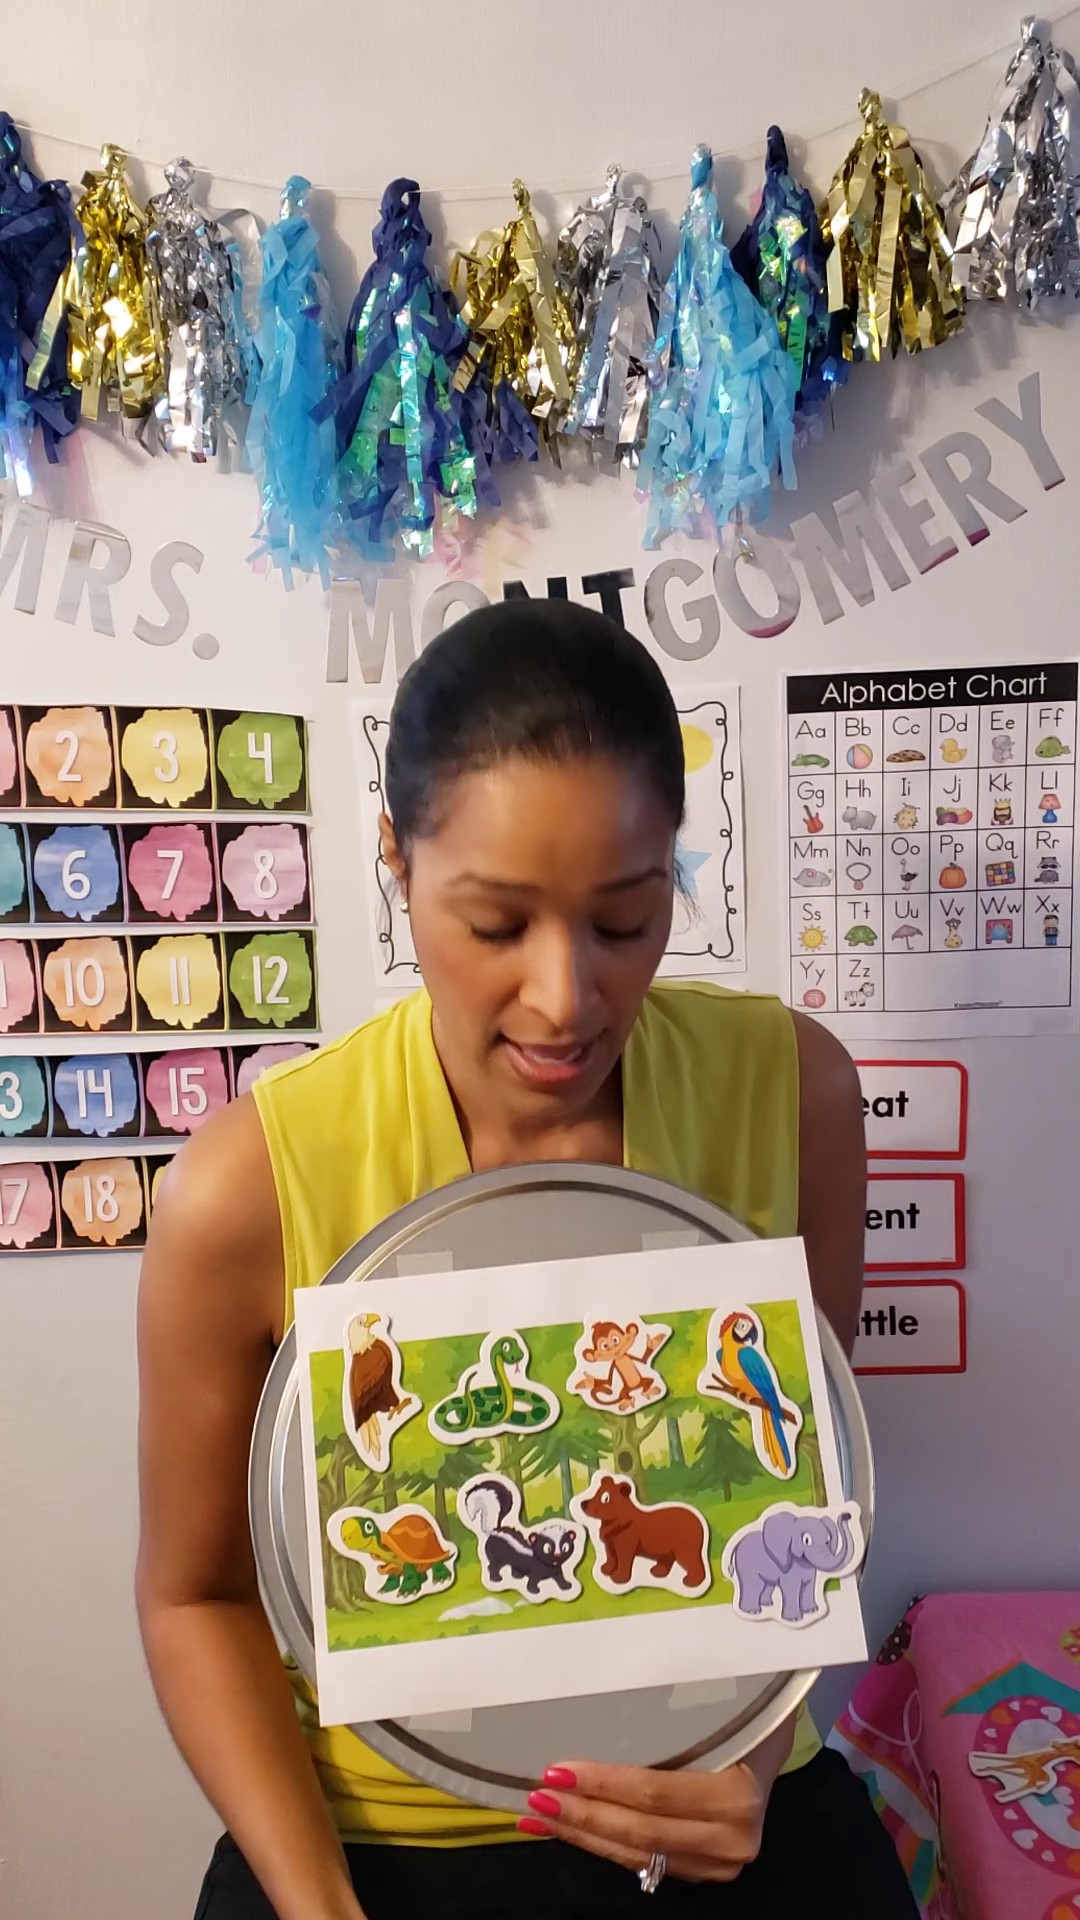 MRS. MONTGOMERY
2 3 4
6 7 8
10 11 12
3 14 15
17 18
Alphabet Chart
Aa Bb Cc Dd Ee Ff
Gg Hh Ii Jj Kk Ll
Mm Nn Oo Pp Qq Rr
Ss Tt Uu Vv Ww Xx
Yy Zz
eat
ent
ttle